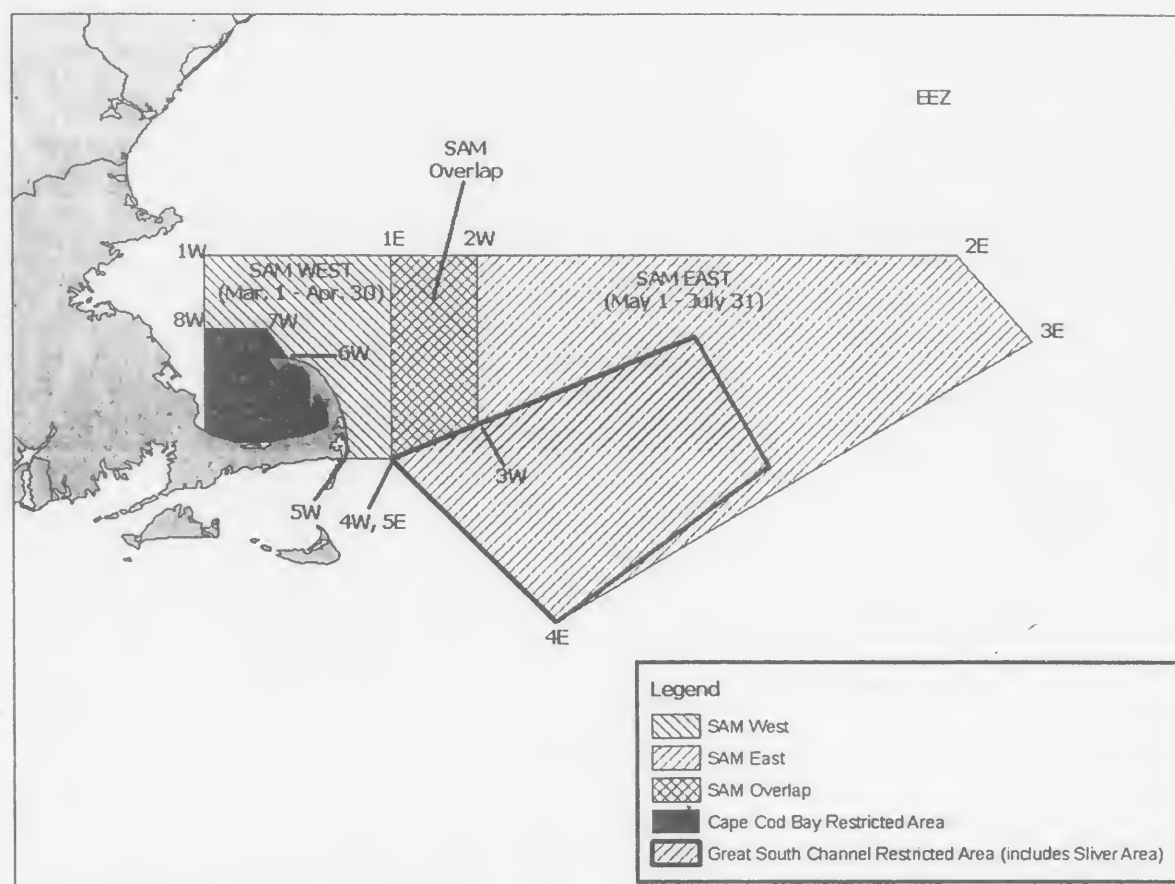 EEZ
SAM
Overlap
1W
1E
2W
2E
SAM WEST
(Mar. 1 - Apr. 30)
SAM EAST
(May 1 - July 31)
8W
7W
3E
6W
3W
5W
4W, 5E
4E
Legend
SAM West
SAM East
SAM Overlap
Cape Cod Bay Restricted Area
Great South Channel Restricted Area (includes Sliver Area)